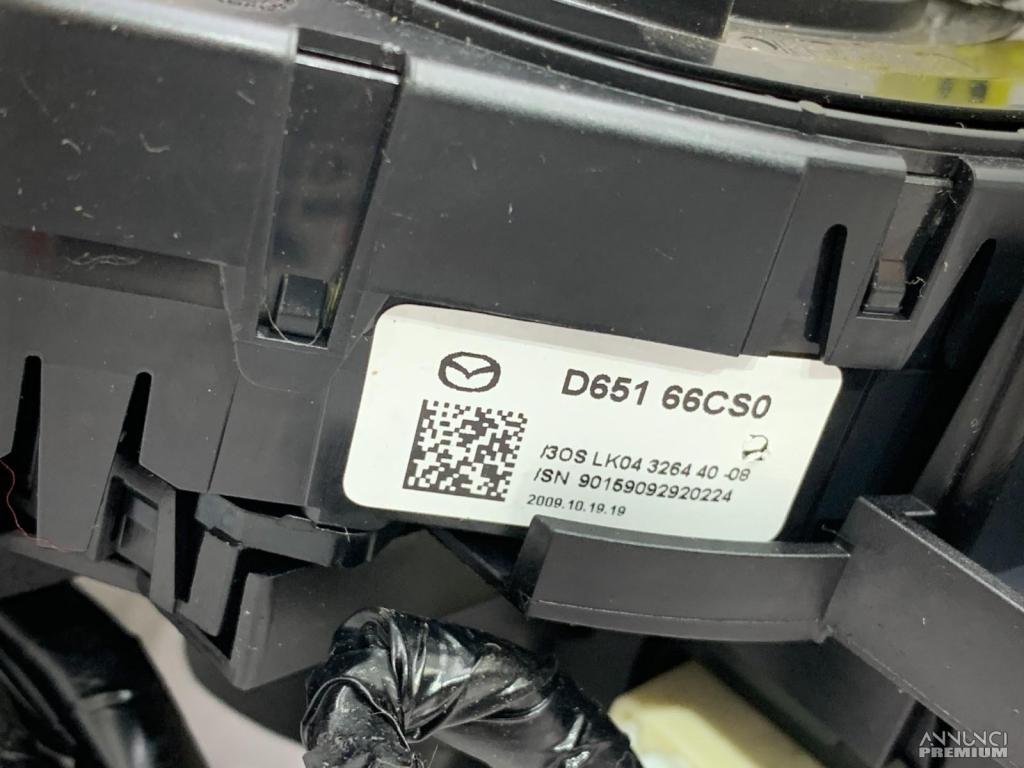 D651 66CS0
/3OS LK04 3264 40 -08
/SN 90159092920224
2009.10.19.19
ANNUNCI
PREMIUM